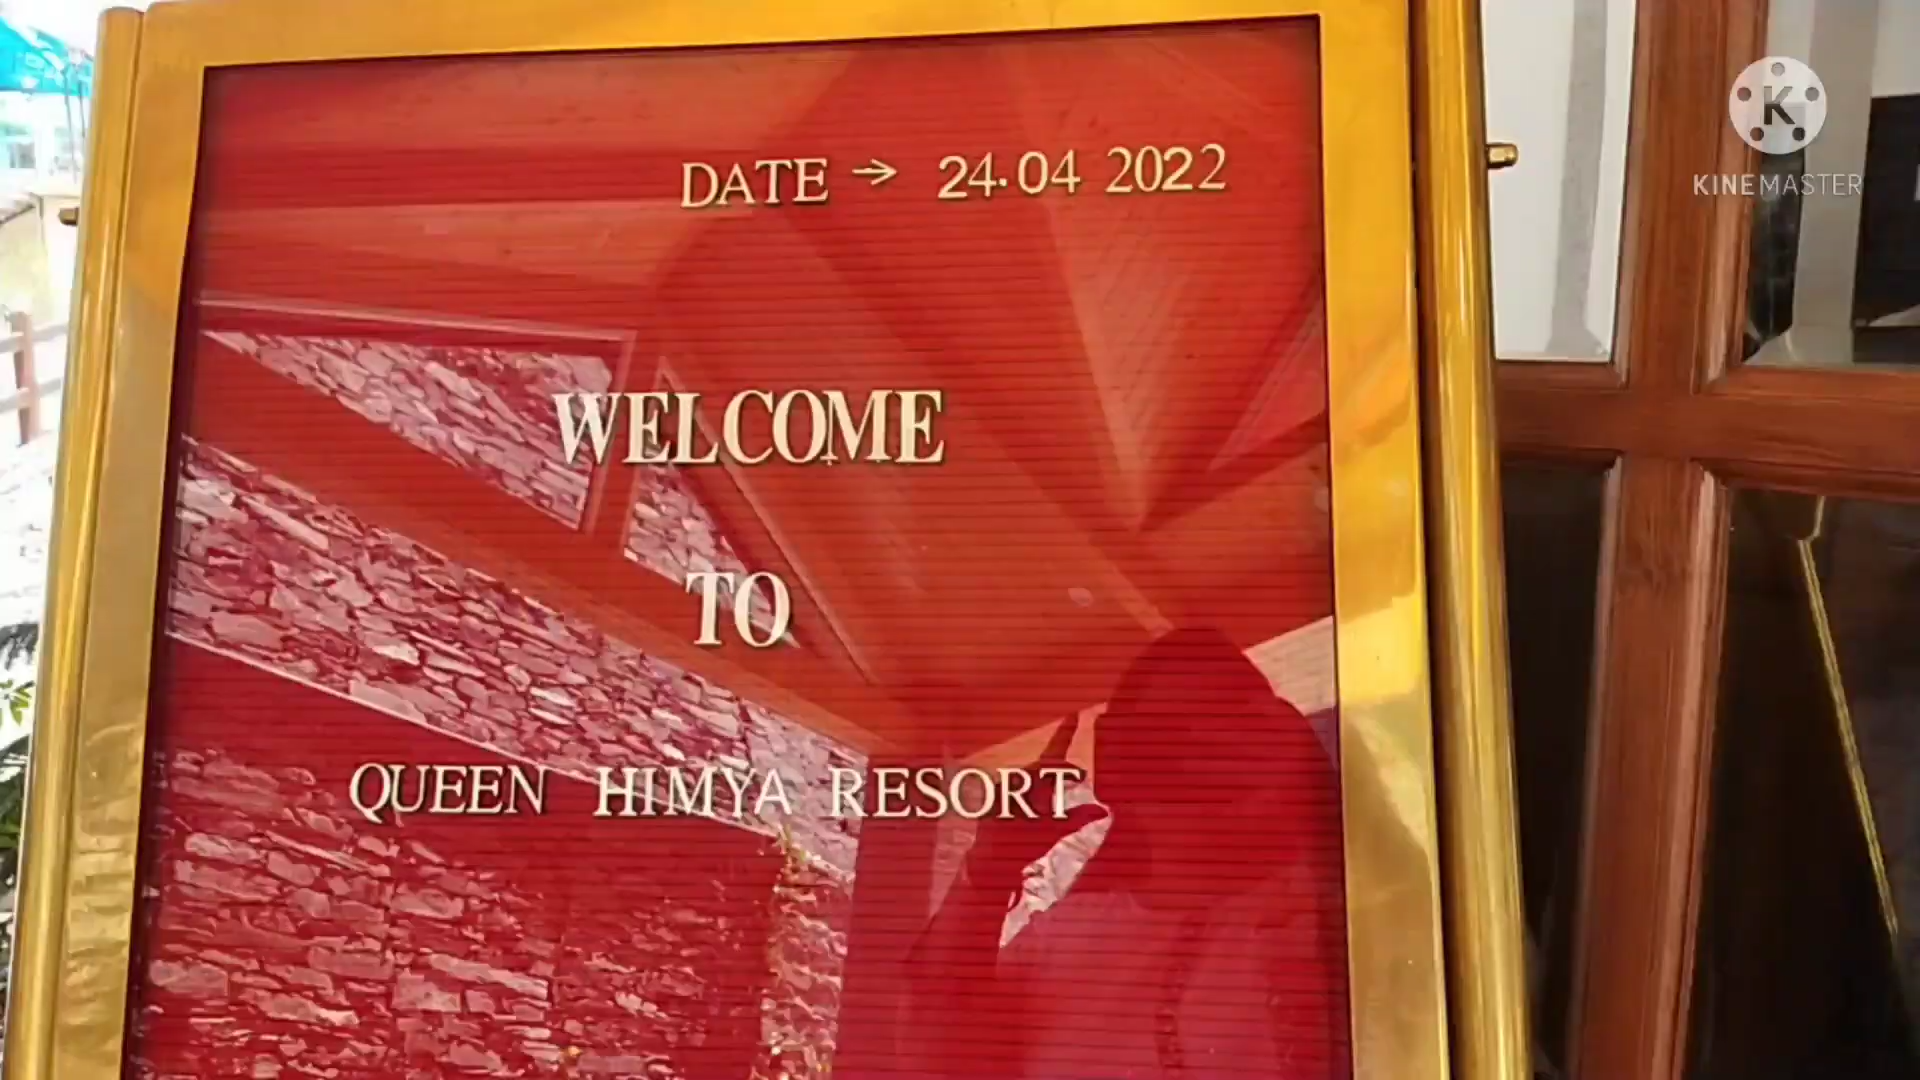 DATE → 24.04 2022
WELCOME
TO
QUEEN HIMYA RESORT
K
KINEMASTER